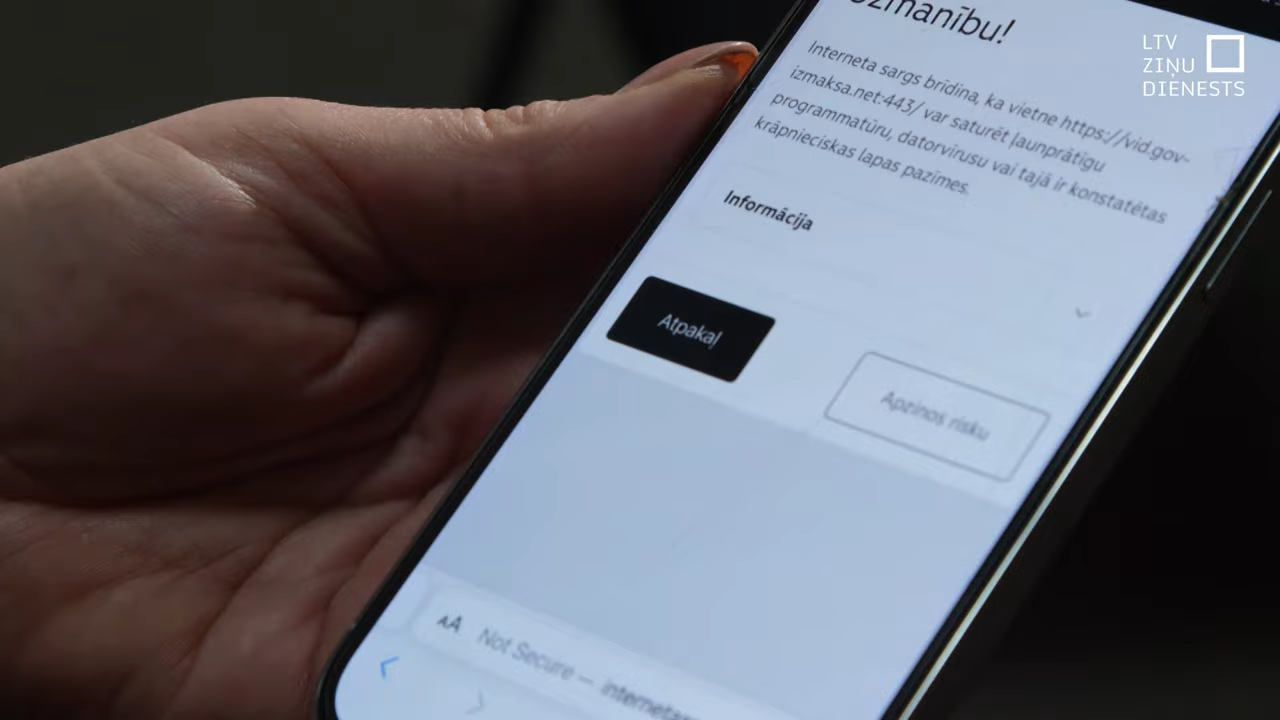 Uzmanību!
Interneta sargs brīdina, ka vietne https://vid.gov-
izmaksa.net:443/ var saturēt ļaunprātīgu
programmatūru, datorvīrusu vai tajā ir konstatētas
krāpnieciskas lapas pazīmes.
Informācija
Atpakaļ
Apzinos risku
AA Not Secure —
LTV
ZIŅU
DIENESTS